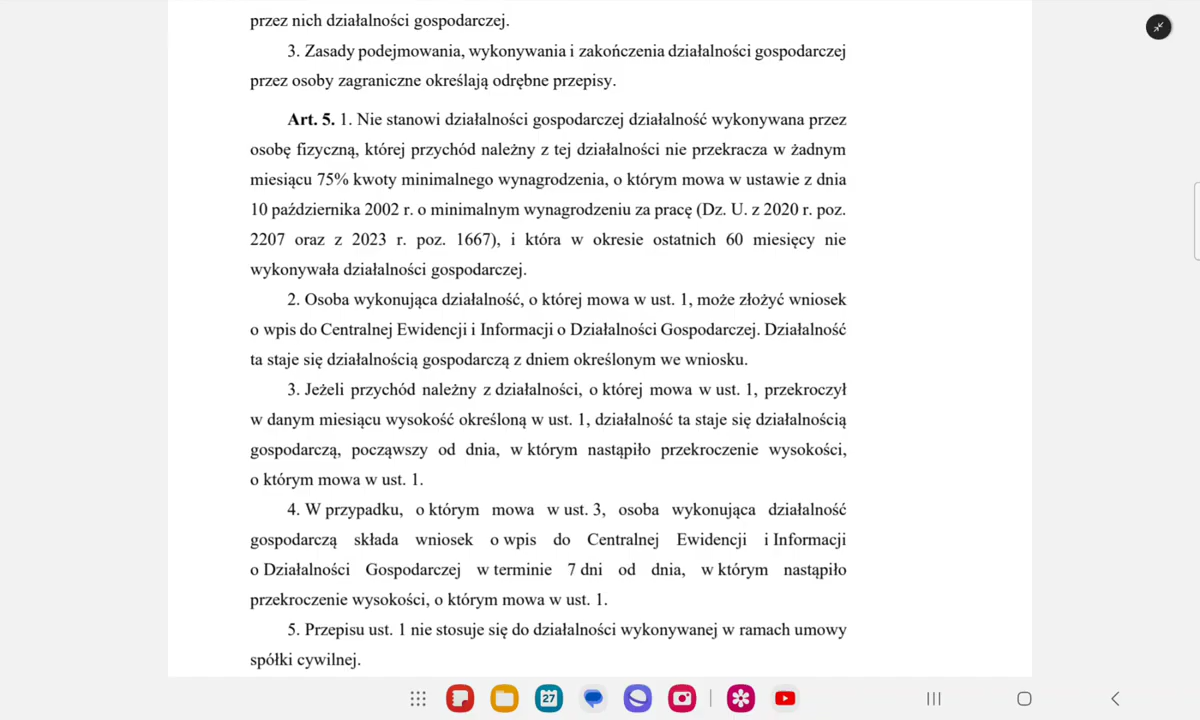 przez nich działalności gospodarczej.
3. Zasady podejmowania, wykonywania i zakończenia działalności gospodarczej
przez osoby zagraniczne określają odrębne przepisy.
Art. 5. 1. Nie stanowi działalności gospodarczej działalność wykonywana przez
osobę fizyczną, której przychód należny z tej działalności nie przekracza w żadnym
miesiącu 75% kwoty minimalnego wynagrodzenia, o którym mowa w ustawie z dnia
10 października 2002 r. o minimalnym wynagrodzeniu za pracę (Dz. U. z 2020 r. poz.
2207 oraz z 2023 r. poz. 1667), i która w okresie ostatnich 60 miesięcy nie
wykonywała działalności gospodarczej.
2. Osoba wykonująca działalność, o której mowa w ust. 1, może złożyć wniosek
o wpis do Centralnej Ewidencji i Informacji o Działalności Gospodarczej. Działalność
ta staje się działalnością gospodarczą z dniem określonym we wniosku.
3. Jeżeli przychód należny z działalności, o której mowa w ust. 1, przekroczył
w danym miesiącu wysokość określoną w ust. 1, działalność ta staje się działalnością
gospodarczą, począwszy od dnia, w którym nastąpiło przekroczenie wysokości,
o którym mowa w ust. 1.
4. W przypadku, o którym mowa w ust. 3, osoba wykonująca działalność
gospodarczą składa wniosek o wpis do Centralnej Ewidencji i Informacji
o Działalności Gospodarczej w terminie 7 dni od dnia, w którym nastąpiło
przekroczenie wysokości, o którym mowa w ust. 1.
5. Przepisu ust. 1 nie stosuje się do działalności wykonywanej w ramach umowy
spółki cywilnej.
27